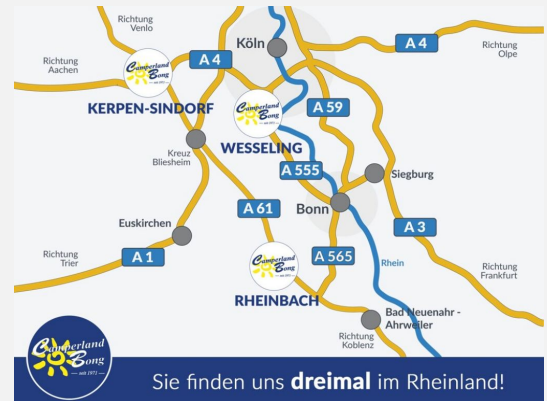 Richtung
Venlo
Köln
A 4
A 4
Richtung
Olpe
Richtung
Aachen
Camperland
Bong
KERPEN-SINDORF
Camperland
Bong
A 59
WESSELING
Kreuz
Bliesheim
A 555
Siegburg
A 61
Bonn
Euskirchen
A 3
A 1
Richtung
Trier
Camperland
Bong
A 565
Rhein
Richtung
Frankfurt
RHEINBACH
Bad Neuenahr -
Ahrweiler
Richtung
Koblenz
Camperland
Bong
seit 1971
Sie finden uns dreimal im Rheinland!